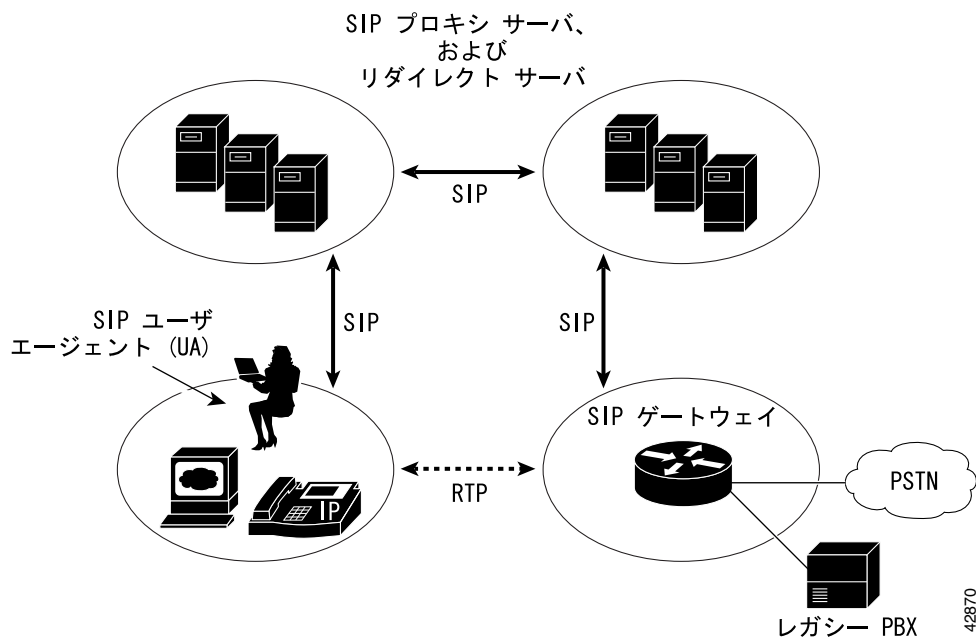 SIP プロキシ サーバ、
および
リダイレクト サーバ
SIP
SIP
SIP
SIP ユーザ
エージェント (UA)
SIP ゲートウェイ
IP
RTP
PSTN
レガシー PBX
42870